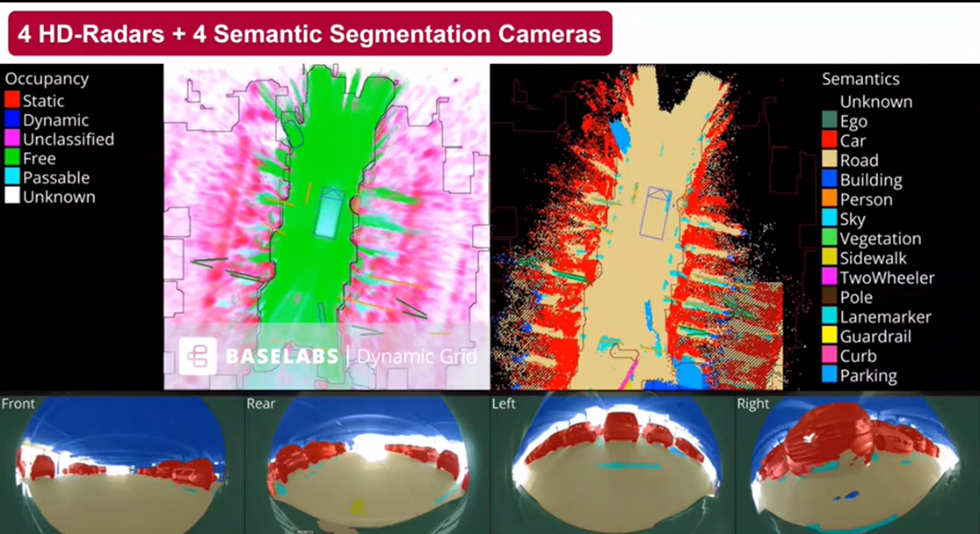 4 HD-Radars + 4 Semantic Segmentation Cameras
Occupancy
Static
Dynamic
Unclassified
Free
Passable
Unknown
BASELABS | Dynamic Grid
Semantics
Unknown
Ego
Car
Road
Building
Person
Sky
Vegetation
Sidewalk
TwoWheeler
Pole
Lanemarker
Guardrail
Curb
Parking
Front
Rear
Left
Right